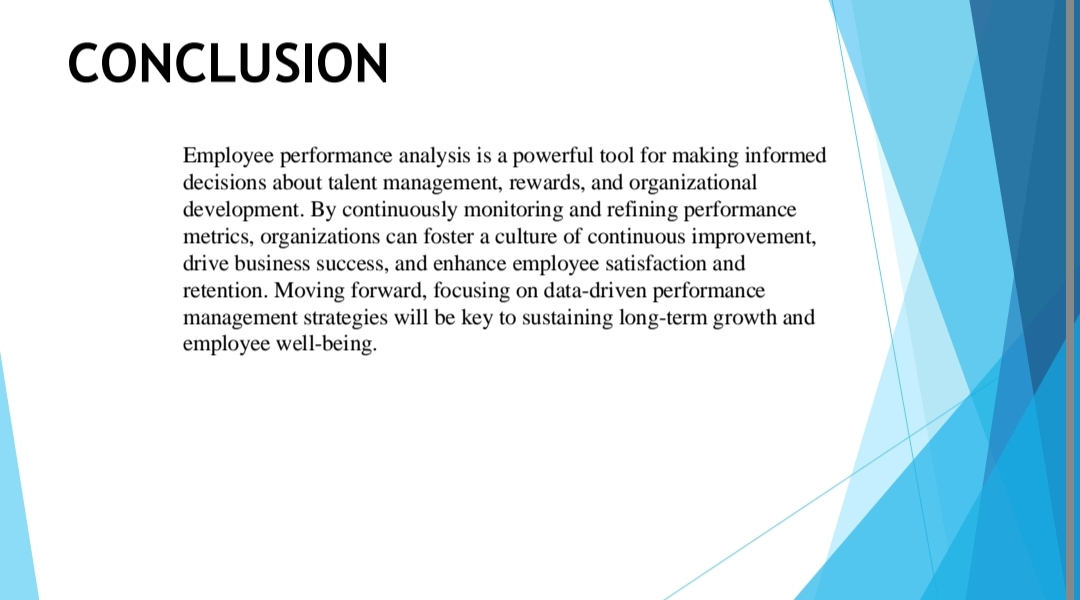 CONCLUSION
Employee performance analysis is a powerful tool for making informed
decisions about talent management, rewards, and organizational
development. By continuously monitoring and refining performance
metrics, organizations can foster a culture of continuous improvement,
drive business success, and enhance employee satisfaction and
retention. Moving forward, focusing on data-driven performance
management strategies will be key to sustaining long-term growth and
employee well-being.